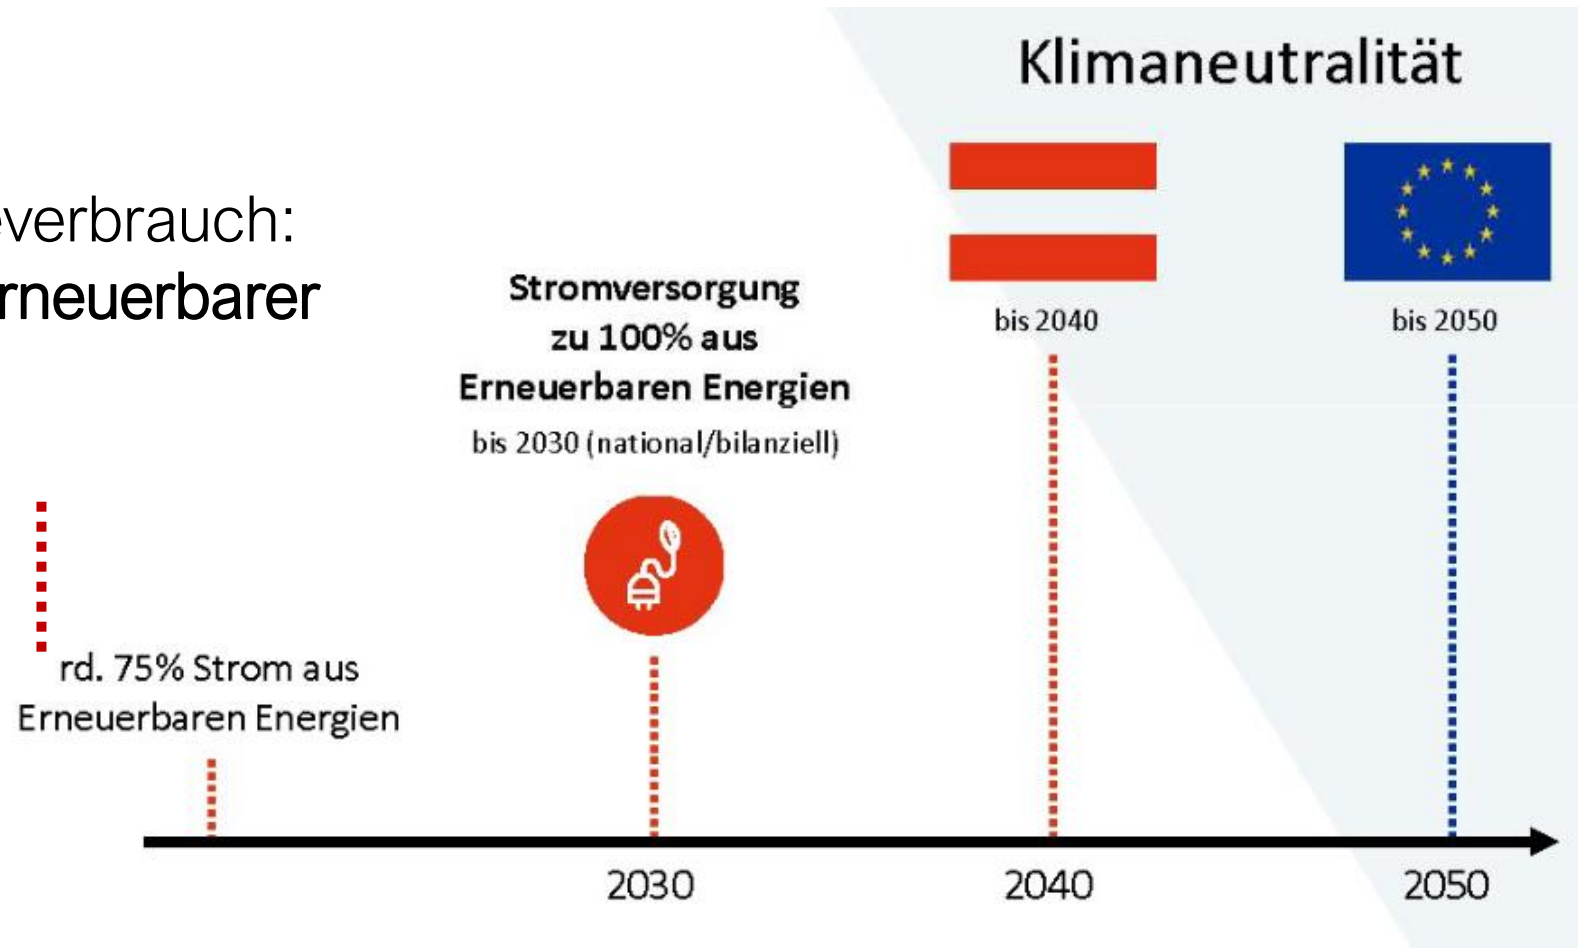 Klimaneutralität
everbrauch:
rneuerbarer
Stromversorgung
zu 100% aus
Erneuerbaren Energien
bis 2030 (national/bilanziell)
bis 2040
bis 2050
rd. 75% Strom aus
Erneuerbaren Energien
2030
2040
2050